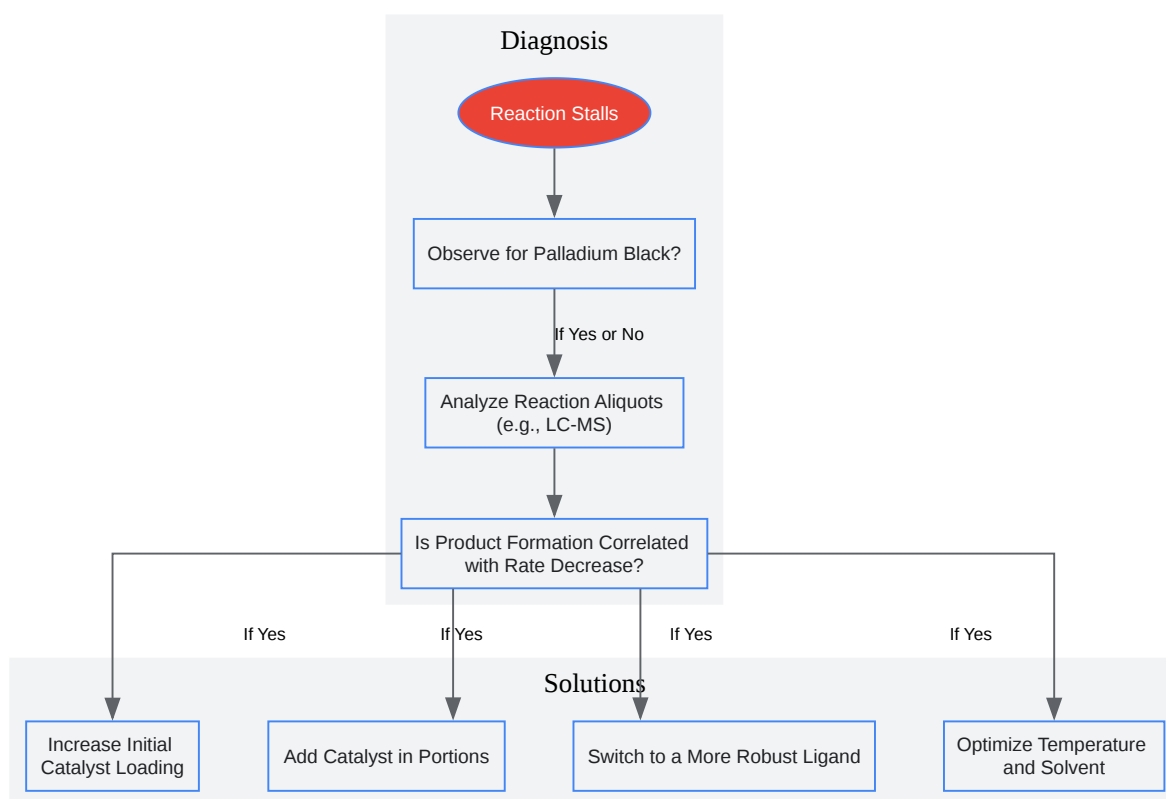 Diagnosis
Reaction Stalls
Observe for Palladium Black?
If Yes or No
Analyze Reaction Aliquots
(e.g., LC-MS)
Is Product Formation Correlated
with Rate Decrease?
If Yes
If Yes
If Yes
If Yes
Solutions
Increase Initial
Catalyst Loading
Add Catalyst in Portions
Switch to a More Robust Ligand
Optimize Temperature
and Solvent